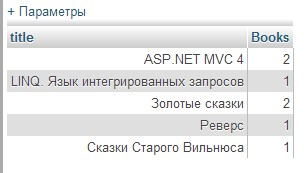 + Параметры
title Books
ASP.NET MVC 4 2
LINQ. Язык интегрированных запросов 1
Золотые сказки 2
Реверс 1
Сказки Старого Вильнюса 1